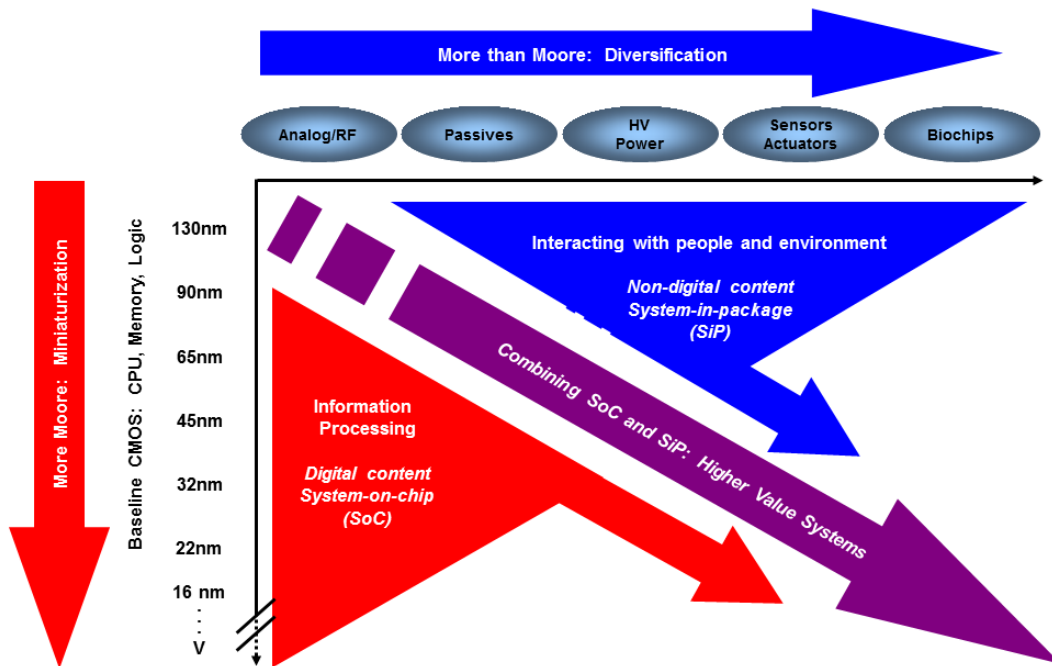 More than Moore: Diversification
Analog/RF
Passives
HV
Power
Sensors
Actuators
Biochips
More Moore: Miniaturization
Baseline CMOS: CPU, Memory, Logic
130nm
90nm
65nm
45nm
32nm
22nm
16 nm
V
Interacting with people and environment
Non-digital content
System-in-package
(SiP)
Combining SoC and SiP: Higher Value Systems
Information
Processing
Digital content
System-on-chip
(SoC)